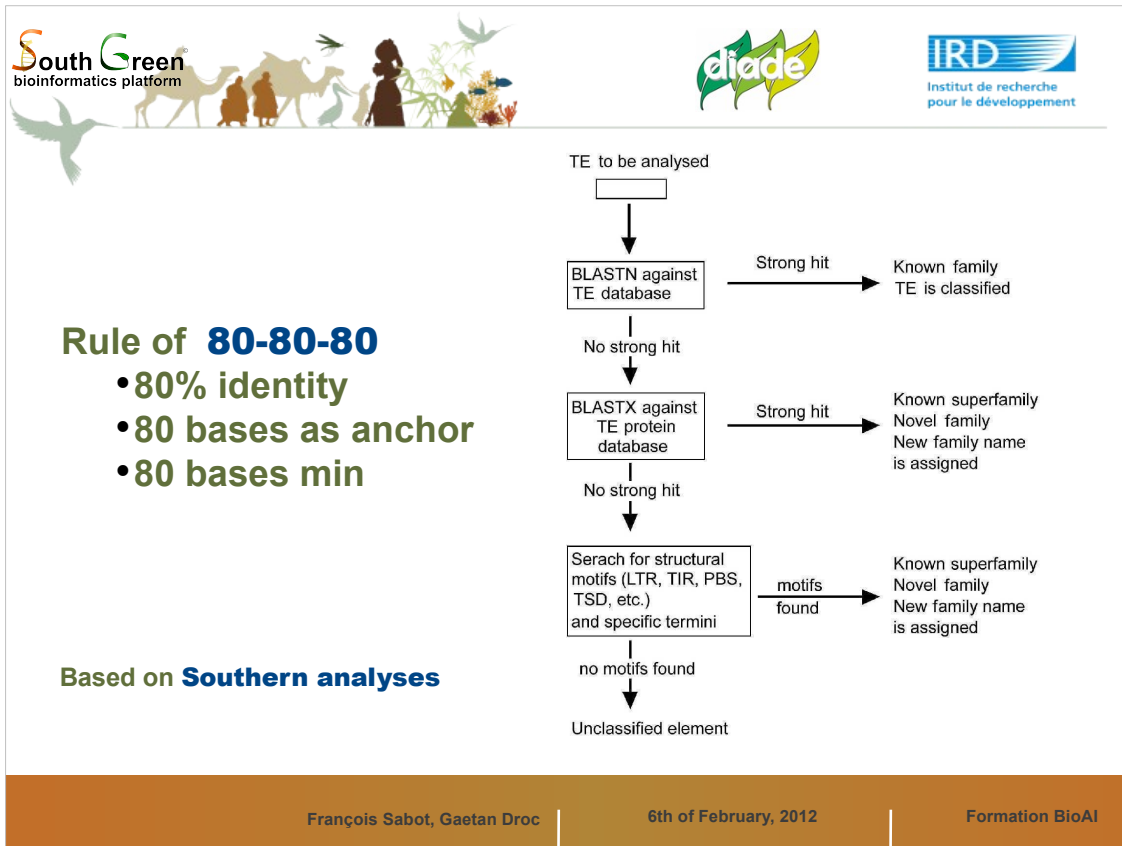 South Green
bioinformatics platform
diade
IRD
Institut de recherche
pour le développement
Rule of 80-80-80
•80% identity
•80 bases as anchor
•80 bases min
Based on Southern analyses
TE to be analysed
BLASTN against
TE database
Strong hit
Known family
TE is classified
No strong hit
BLASTX against
TE protein
database
Strong hit
Known superfamily
Novel family
New family name
is assigned
No strong hit
Serach for structural
motifs (LTR, TIR, PBS,
TSD, etc.)
and specific termini
motifs
found
Known superfamily
Novel family
New family name
is assigned
no motifs found
Unclassified element
François Sabot, Gaetan Droc
6th of February, 2012
Formation BioAI